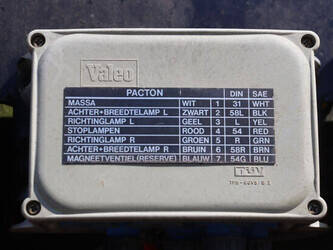 Valeo
PACTON DIN SAE
MASSA WIT 1 31 WHT
ACHTER+BREEDTELAMP L ZWART 2 58L BLK
RICHTINGLAMP L GEEL 3 L YEL
STOPLAMPEN ROOD 4 54 RED
RICHTINGLAMP R GROEN 5 R GRN
ACHTER+BREEDTELAMP R BRUIN 6 58R BRN
MAGNEETVENTIEL (RESERVE) BLAUW 7 54G BLU